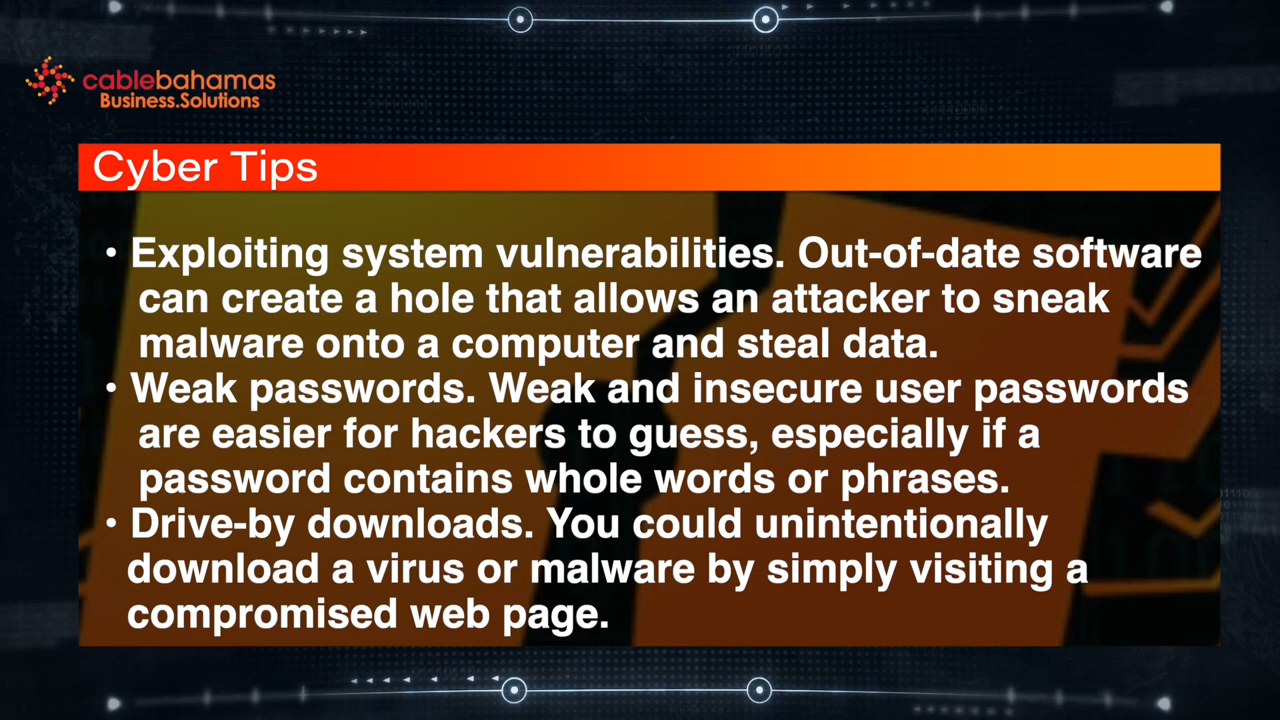 cablebahamas
Business.Solutions
Cyber Tips
• Exploiting system vulnerabilities. Out-of-date software
can create a hole that allows an attacker to sneak
malware onto a computer and steal data.
• Weak passwords. Weak and insecure user passwords
are easier for hackers to guess, especially if a
password contains whole words or phrases.
• Drive-by downloads. You could unintentionally
download a virus or malware by simply visiting a
compromised web page.